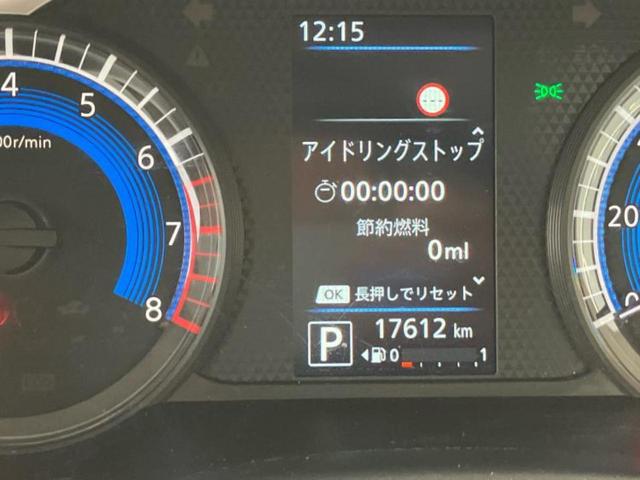 12:15
アイドリングストップ
00:00:00
節約燃料
0ml
OK 長押しでリセット
P 17612 km
0 1
4
5
6
7
8
00r/min
20